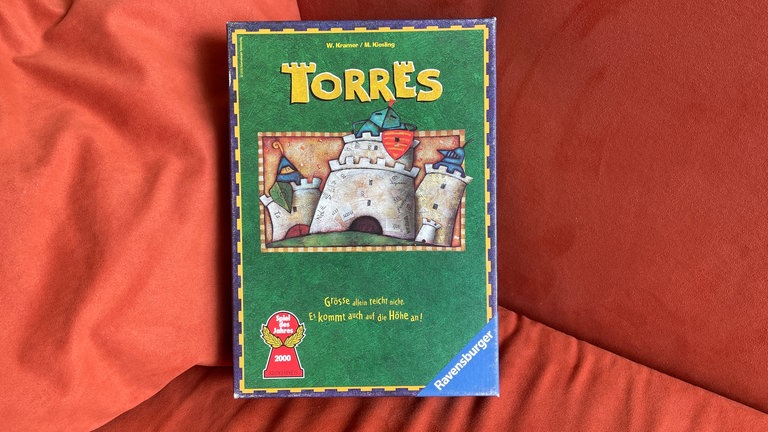 W. Kramer / M. Kiesling
TORRES
Grösse allein reicht nicht.
Es kommt auch auf die Höhe an!
Spiel
des
Jahres
2000
Ravensburger